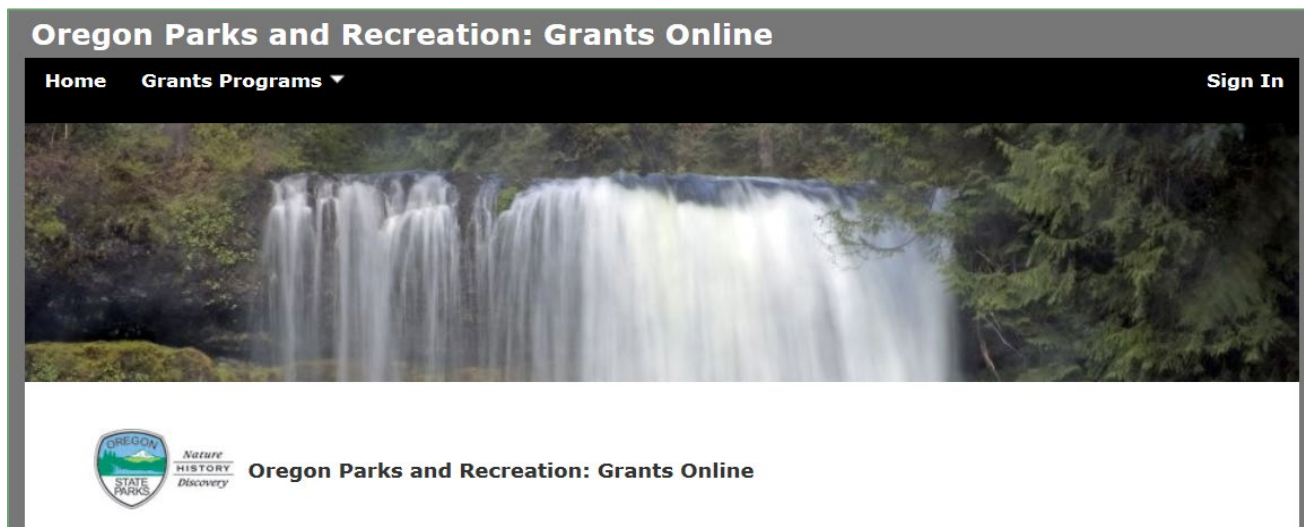 Oregon Parks and Recreation: Grants Online
Home Grants Programs Sign In
OREGON
STATE
PARKS
Nature
HISTORY
Discovery
Oregon Parks and Recreation: Grants Online